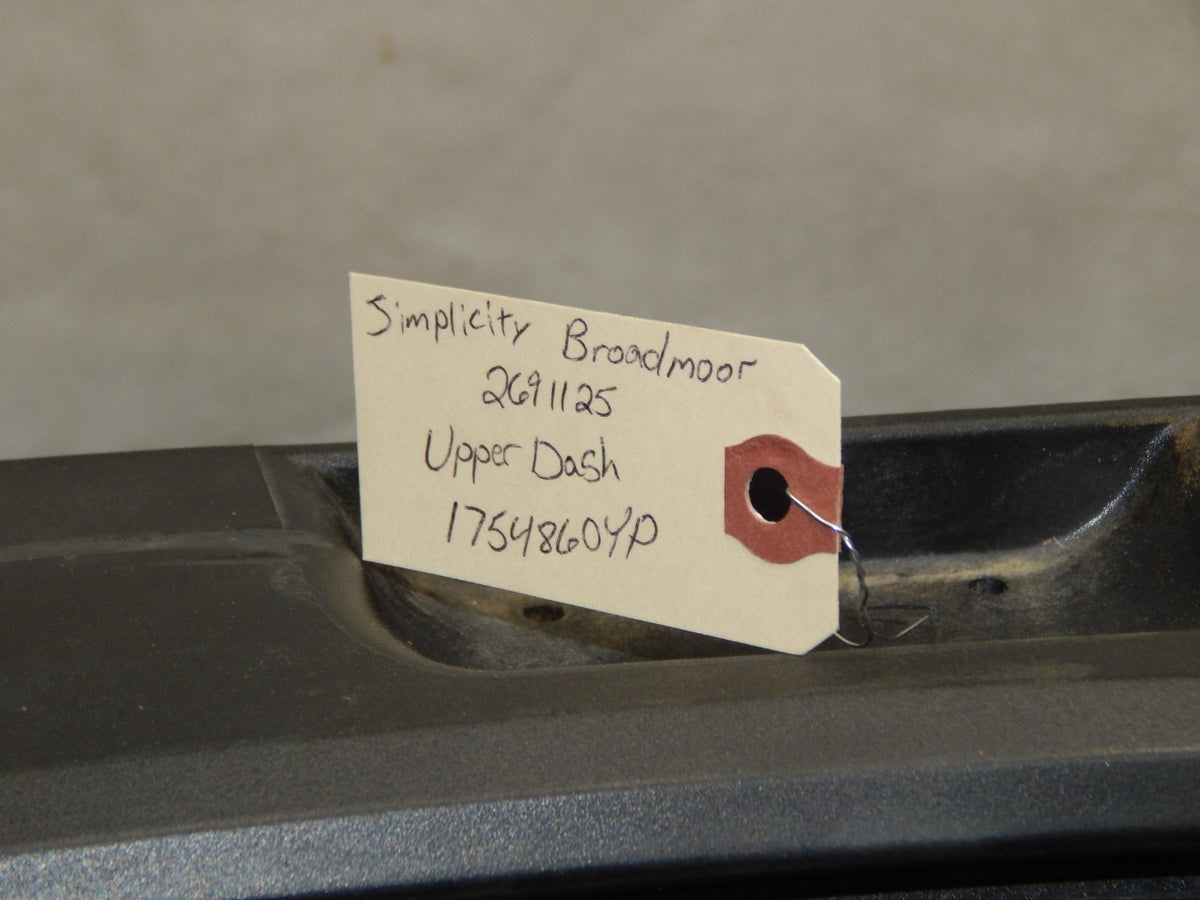 Simplicity Broadmoor
2691125
Upper Dash
1754860YP